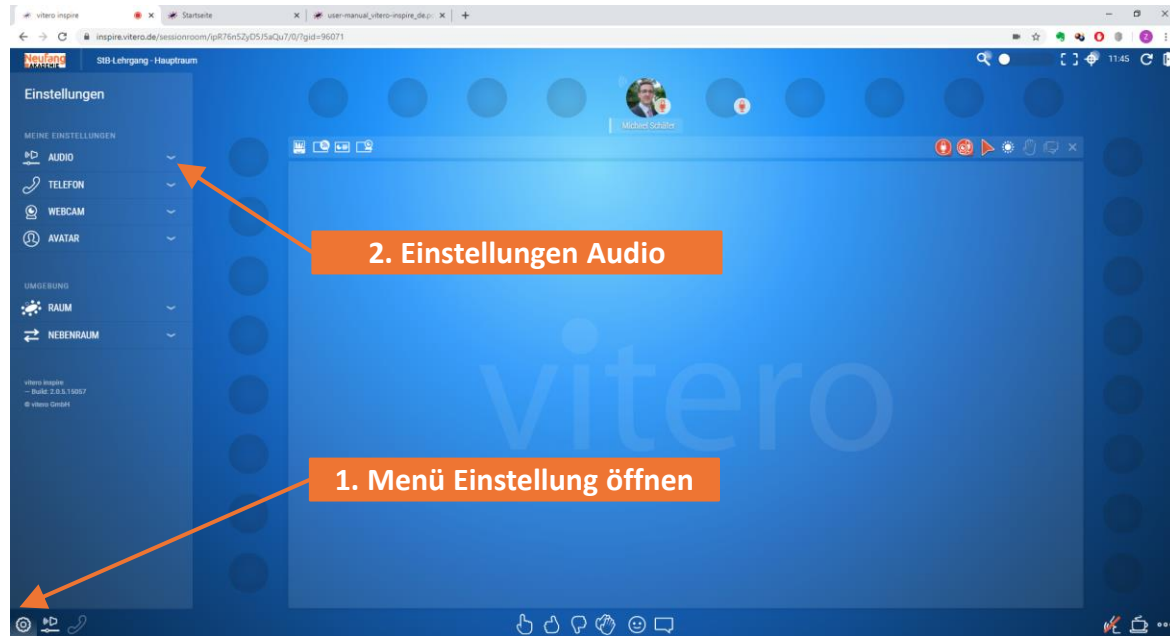 vitero inspire
Startseite
user-manual_vitero-inspire_de.p
inspire.vitero.de/sessionroom/ipR76n5ZyD5J5aQu7/0/?gid=96071
Neufang
AKADEMIE
StB-Lehrgang - Hauptraum
11:45
Einstellungen
Michael Schäfer
MEINE EINSTELLUNGEN
AUDIO
TELEFON
WEBCAM
AVATAR
2. Einstellungen Audio
UMGEBUNG
RAUM
NEBENRAUM
vitero inspire
– Build: 2.0.5.15057
© vitero GmbH
vitero
1. Menü Einstellung öffnen